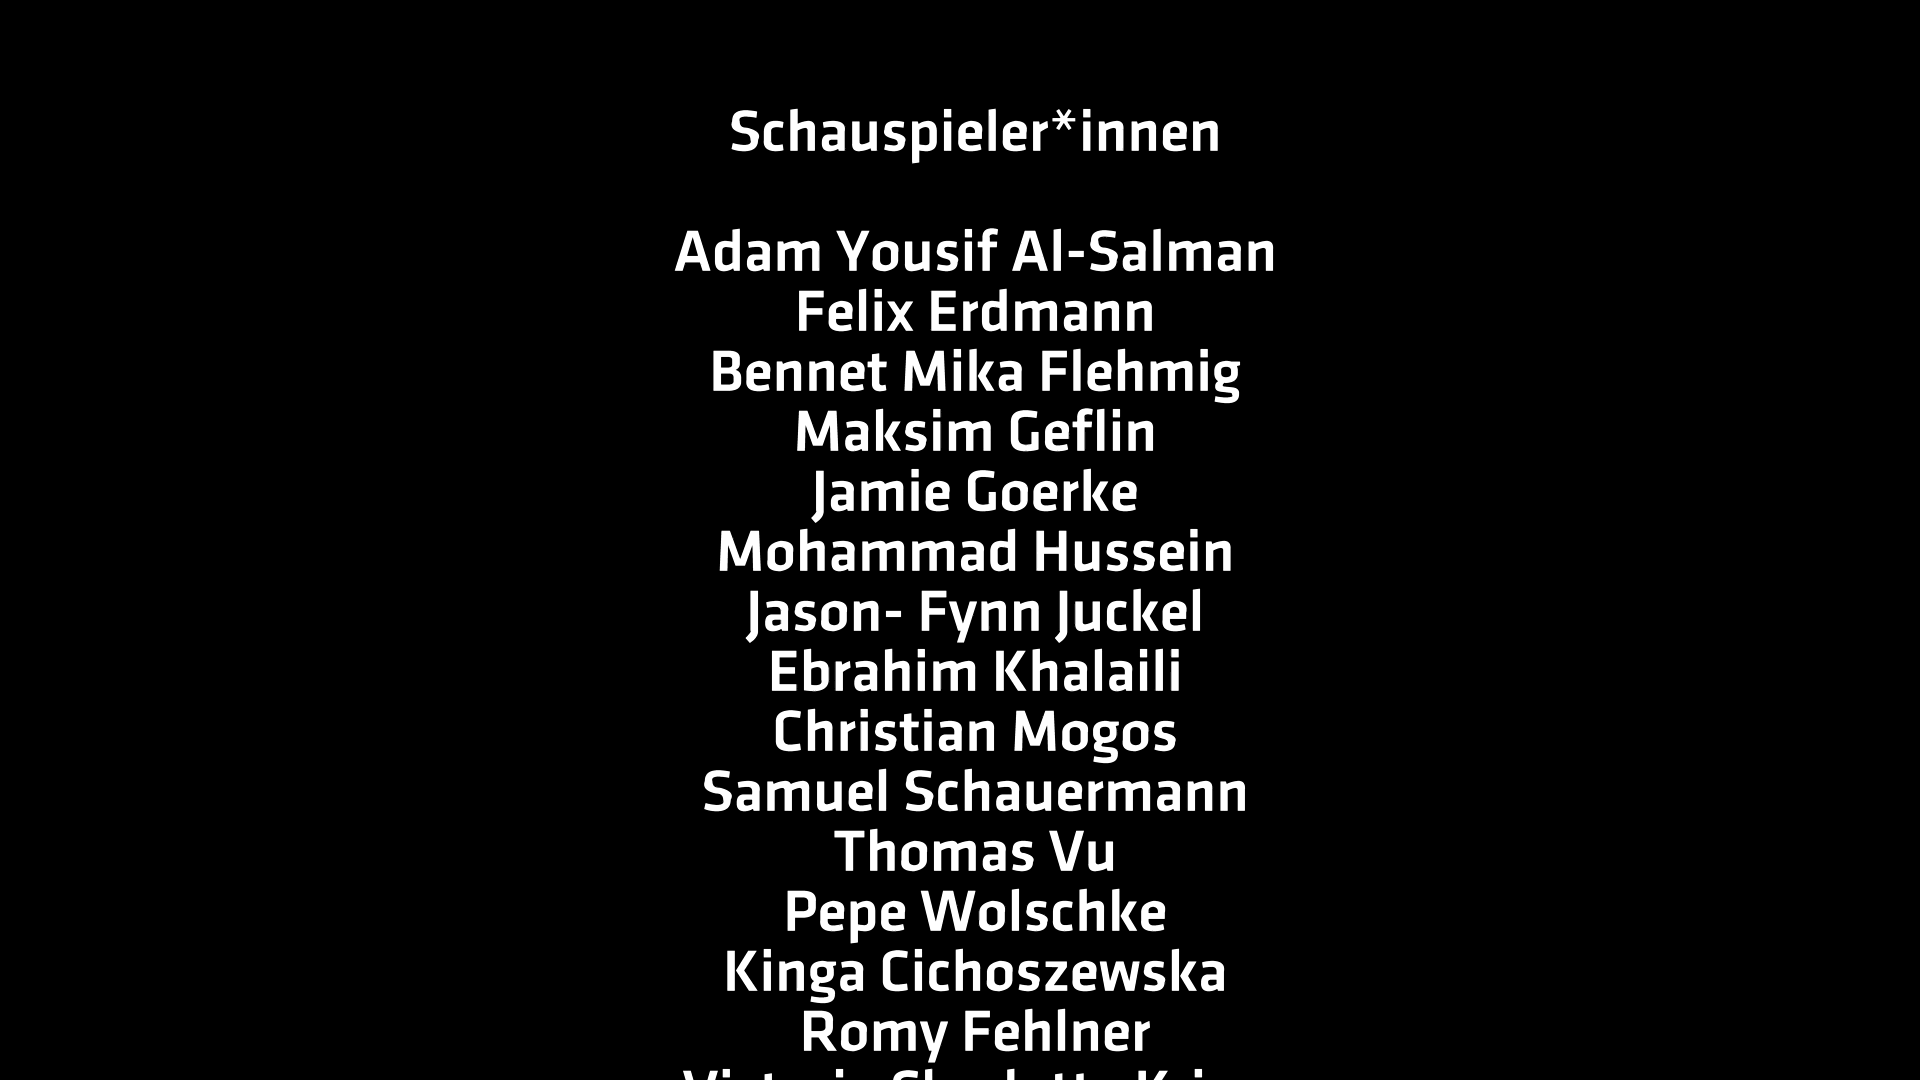 Schauspieler*innen
Adam Yousif Al-Salman
Felix Erdmann
Bennet Mika Flehmig
Maksim Geflin
Jamie Goerke
Mohammad Hussein
Jason- Fynn Juckel
Ebrahim Khalaili
Christian Mogos
Samuel Schauermann
Thomas Vu
Pepe Wolschke
Kinga Cichoszewska
Romy Fehlner